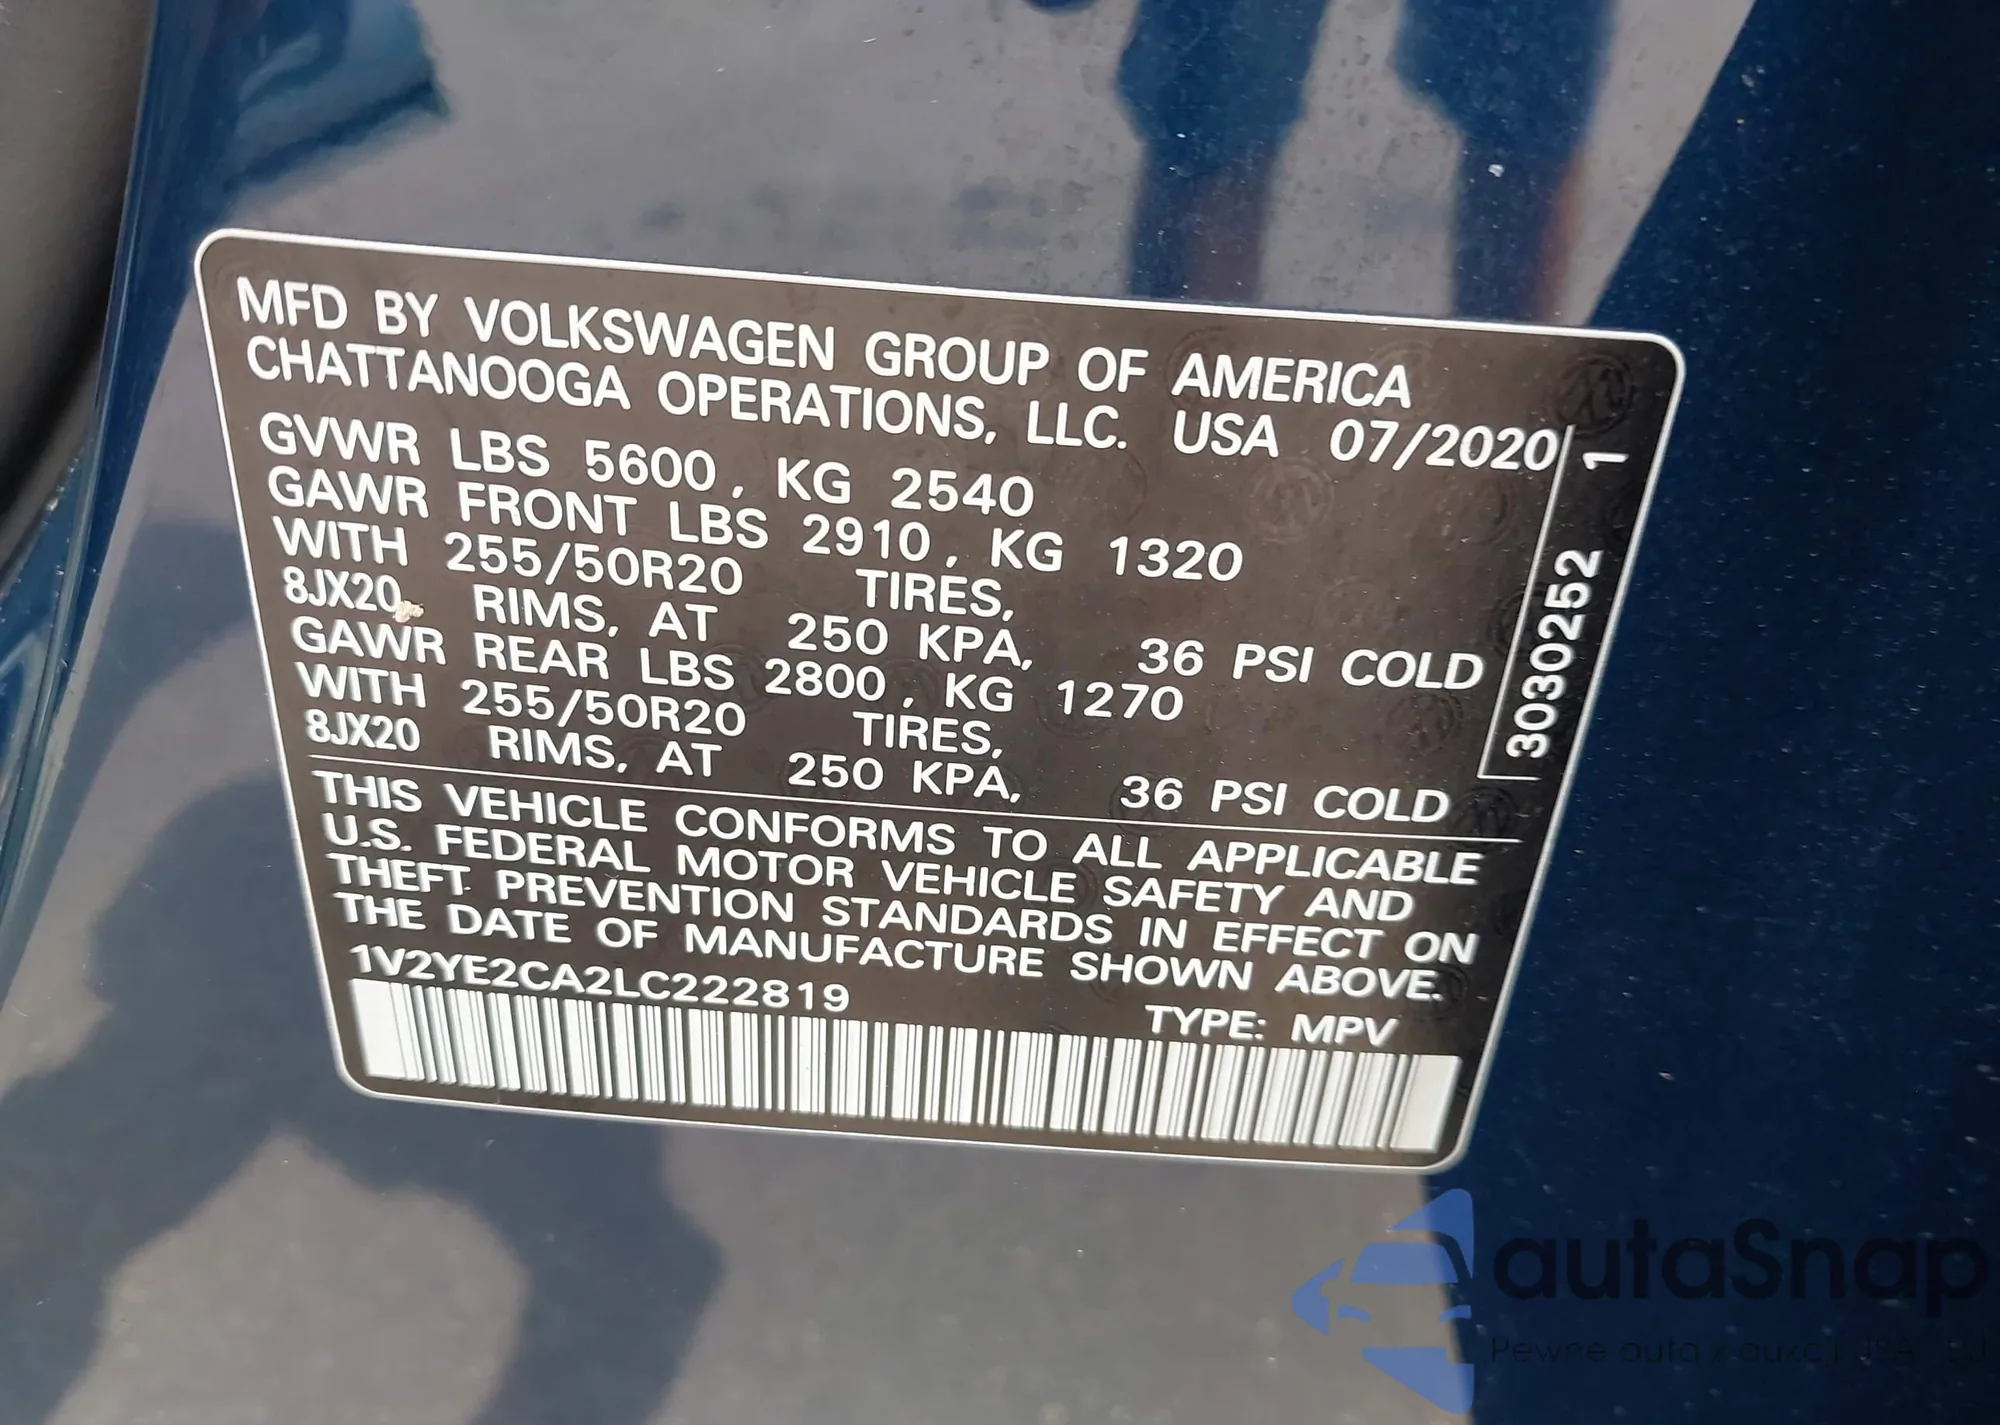 MFD BY VOLKSWAGEN GROUP OF AMERICA
CHATTANOOGA OPERATIONS, LLC. USA 07/2020
GVWR LBS 5600, KG 2540
GAWR FRONT LBS 2910, KG 1320
WITH 255/50R20 TIRES,
8JX20 RIMS, AT 250 KPA, 36 PSI COLD
GAWR REAR LBS 2800, KG 1270
WITH 255/50R20 TIRES,
8JX20 RIMS, AT 250 KPA, 36 PSI COLD
3030252 1
THIS VEHICLE CONFORMS TO ALL APPLICABLE
U.S. FEDERAL MOTOR VEHICLE SAFETY AND
THEFT PREVENTION STANDARDS IN EFFECT ON
THE DATE OF MANUFACTURE SHOWN ABOVE.
1V2YE2CA2LC222819
TYPE: MPV
autaSnap
Pewne auta z aukcji USA